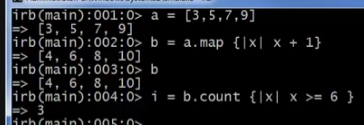 irb(main):001:0> a = [3,5,7,9]
=> [3, 5, 7, 9]
irb(main):002:0> b = a.map {|x| x + 1}
=> [4, 6, 8, 10]
irb(main):003:0> b
=> [4, 6, 8, 10]
irb(main):004:0> i = b.count {|x| x >= 6 }
=> 3
irb(main):005:0>